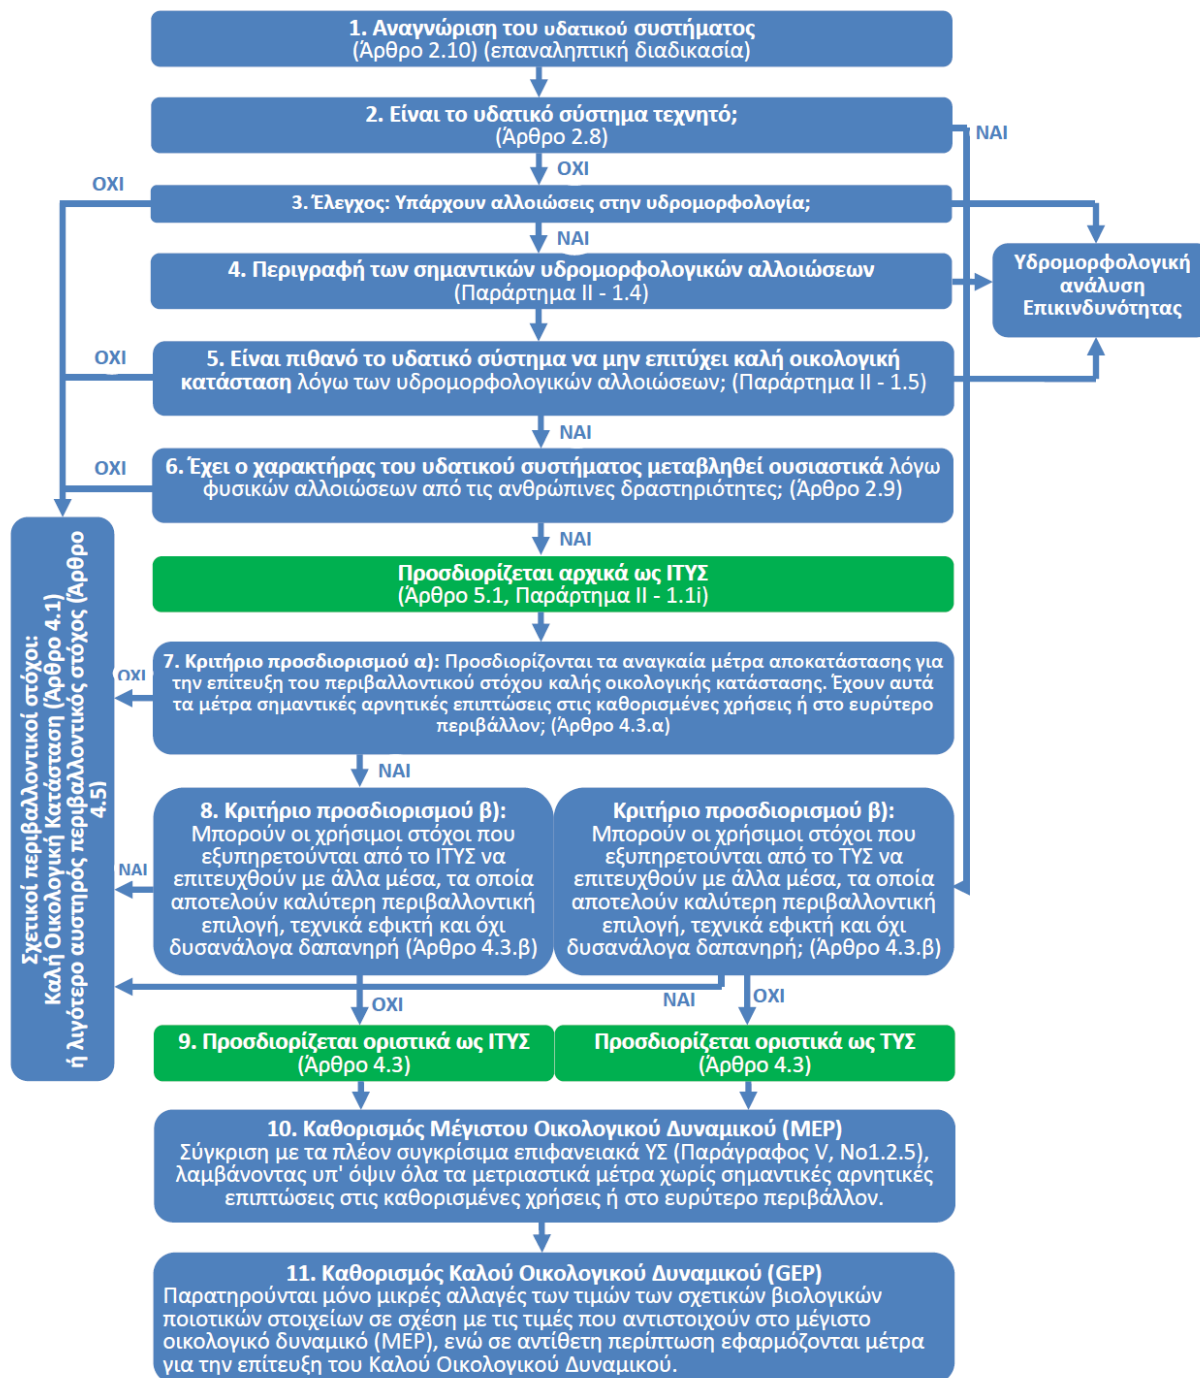 1. Αναγνώριση του υδατικού συστήματος
(Άρθρο 2.10) (επαναληπτική διαδικασία)
2. Είναι το υδατικό σύστημα τεχνητό;
(Άρθρο 2.8)
ΝΑΙ
ΟΧΙ
ΟΧΙ
3. Έλεγχος: Υπάρχουν αλλοιώσεις στην υδρομορφολογία;
ΝΑΙ
4. Περιγραφή των σημαντικών υδρομορφολογικών αλλοιώσεων
(Παράρτημα ΙΙ - 1.4)
Υδρομορφολογική
ανάλυση
Επικινδυνότητας
ΟΧΙ
5. Είναι πιθανό το υδατικό σύστημα να μην επιτύχει καλή οικολογική
κατάσταση λόγω των υδρομορφολογικών αλλοιώσεων; (Παράρτημα ΙΙ - 1.5)
ΝΑΙ
ΟΧΙ
6. Έχει ο χαρακτήρας του υδατικού συστήματος μεταβληθεί ουσιαστικά λόγω
φυσικών αλλοιώσεων από τις ανθρώπινες δραστηριότητες; (Άρθρο 2.9)
ΝΑΙ
Προσδιορίζεται αρχικά ως ΙΤΥΣ
(Άρθρο 5.1, Παράρτημα ΙΙ - 1.1i)
Σχετικοί περιβαλλοντικοί στόχοι:
Καλή Οικολογική Κατάσταση (Άρθρο 4.1)
ή λιγότερο αυστηρός περιβαλλοντικός στόχος (Άρθρο
4.5)
ΟΧΙ
7. Κριτήριο προσδιορισμού α): Προσδιορίζονται τα αναγκαία μέτρα αποκατάστασης για
την επίτευξη του περιβαλλοντικού στόχου καλής οικολογικής κατάστασης. Έχουν αυτά
τα μέτρα σημαντικές αρνητικές επιπτώσεις στις καθορισμένες χρήσεις ή στο ευρύτερο
περιβάλλον; (Άρθρο 4.3.α)
ΝΑΙ
8. Κριτήριο προσδιορισμού β):
Μπορούν οι χρήσιμοι στόχοι που
εξυπηρετούνται από το ΙΤΥΣ να
επιτευχθούν με άλλα μέσα, τα οποία
αποτελούν καλύτερη περιβαλλοντική
επιλογή, τεχνικά εφικτή και όχι
δυσανάλογα δαπανηρή (Άρθρο 4.3.β)
ΝΑΙ
Κριτήριο προσδιορισμού β):
Μπορούν οι χρήσιμοι στόχοι που
εξυπηρετούνται από το ΤΥΣ να
επιτευχθούν με άλλα μέσα, τα οποία
αποτελούν καλύτερη περιβαλλοντική
επιλογή, τεχνικά εφικτή και όχι
δυσανάλογα δαπανηρή; (Άρθρο 4.3.β)
ΟΧΙ
ΝΑΙ
ΟΧΙ
9. Προσδιορίζεται οριστικά ως ΙΤΥΣ
(Άρθρο 4.3)
Προσδιορίζεται οριστικά ως ΤΥΣ
(Άρθρο 4.3)
10. Καθορισμός Μέγιστου Οικολογικού Δυναμικού (MEP)
Σύγκριση με τα πλέον συγκρίσιμα επιφανειακά ΥΣ (Παράγραφος V, No1.2.5),
λαμβάνοντας υπ' όψιν όλα τα μετριαστικά μέτρα χωρίς σημαντικές αρνητικές
επιπτώσεις στις καθορισμένες χρήσεις ή στο ευρύτερο περιβάλλον.
11. Καθορισμός Καλού Οικολογικού Δυναμικού (GEP)
Παρατηρούνται μόνο μικρές αλλαγές των τιμών των σχετικών βιολογικών
ποιοτικών στοιχείων σε σχέση με τις τιμές που αντιστοιχούν στο μέγιστο
οικολογικό δυναμικό (MEP), ενώ σε αντίθετη περίπτωση εφαρμόζονται μέτρα
για την επίτευξη του Καλού Οικολογικού Δυναμικού.